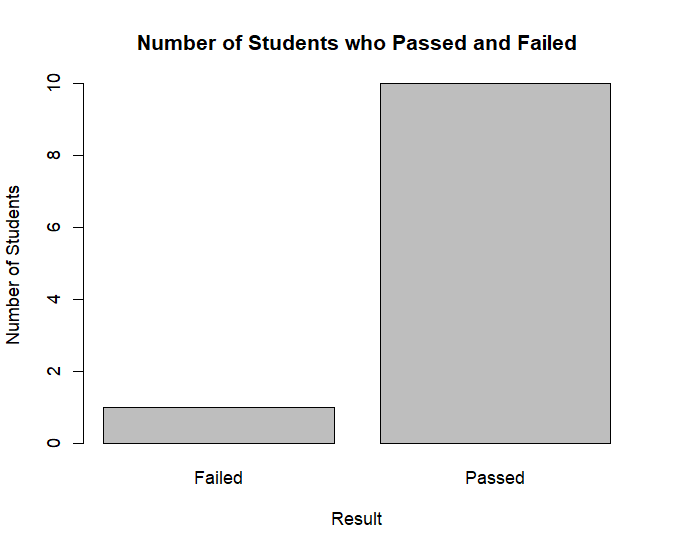 Number of Students who Passed and Failed
Number of Students
10
8
6
4
2
0
Failed
Passed
Result